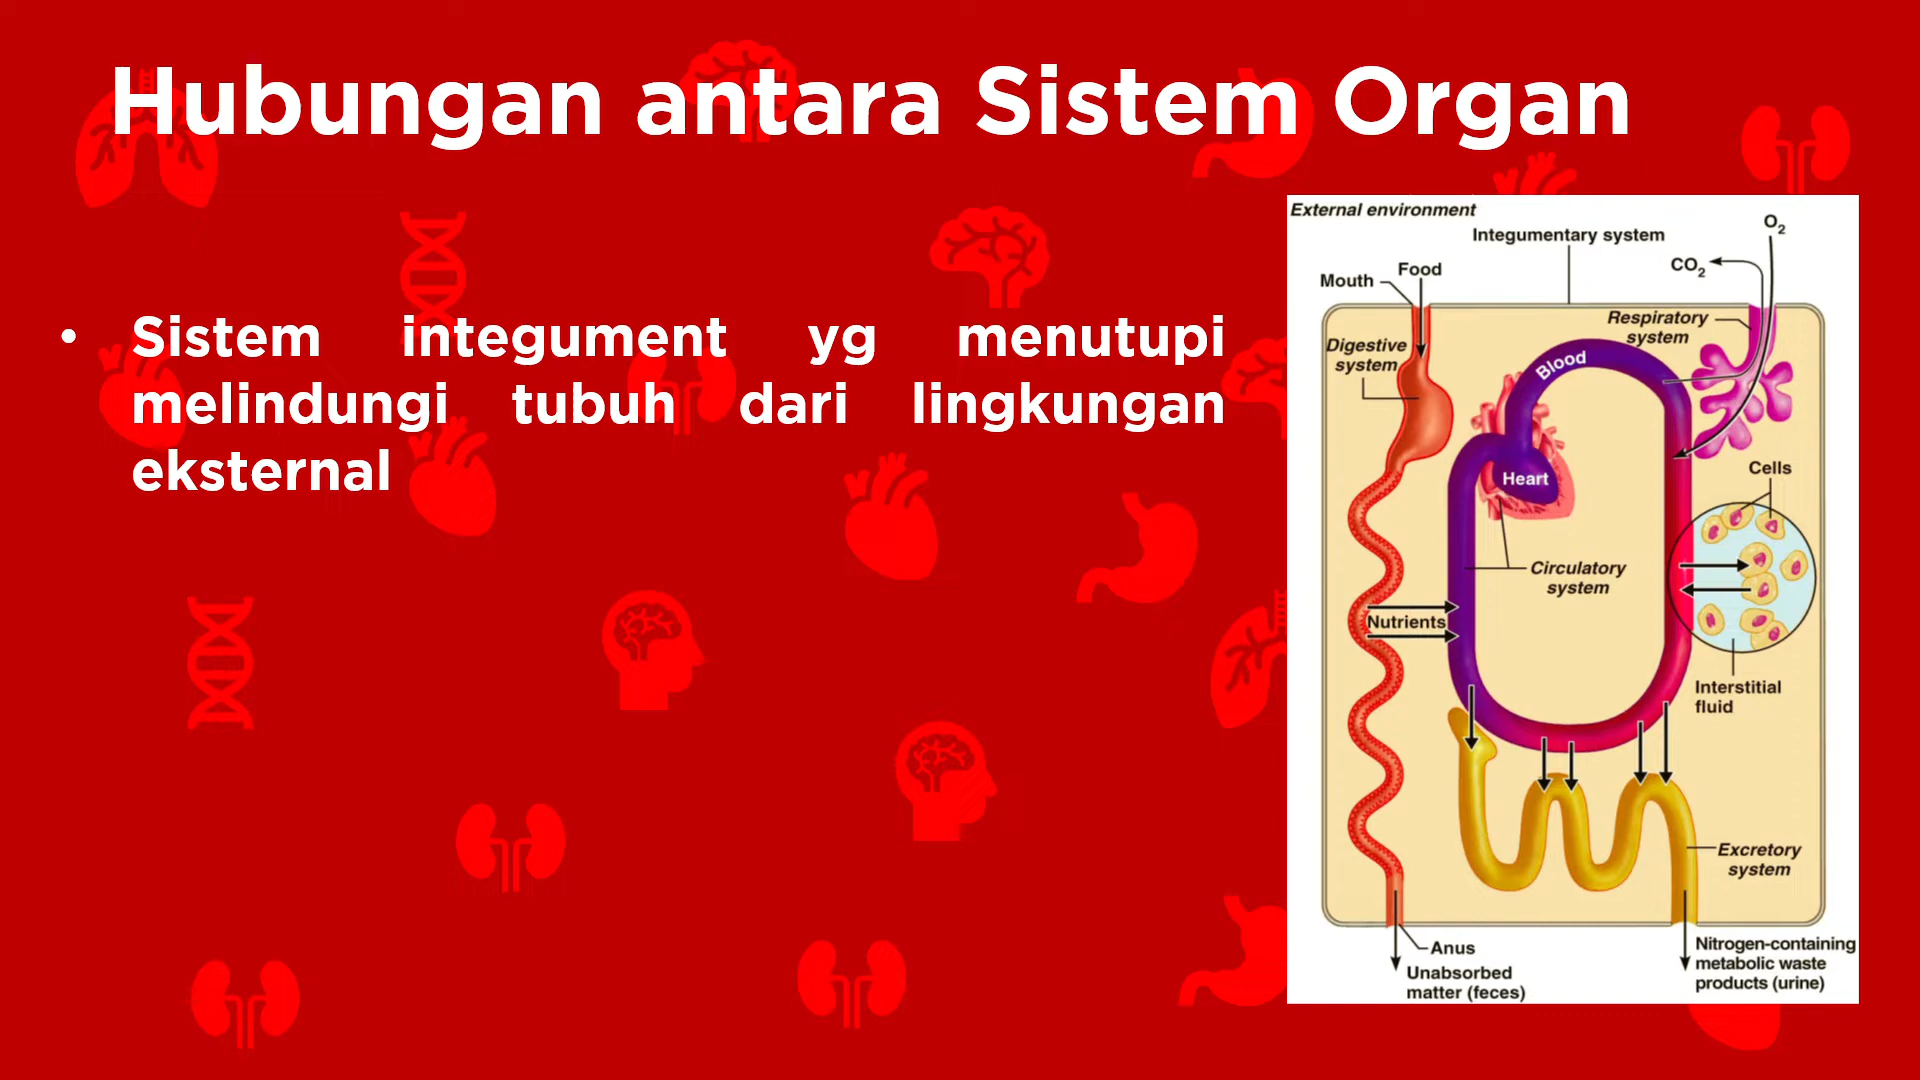 Hubungan antara Sistem Organ
• Sistem integument yg menutupi
melindungi tubuh dari lingkungan
eksternal
External environment
Integumentary system
O2
CO2
Food
Mouth
Respiratory
system
Digestive
system
Blood
Heart
Cells
Circulatory
system
Nutrients
Interstitial
fluid
Excretory
system
Anus
Unabsorbed
matter (feces)
Nitrogen-containing
metabolic waste
products (urine)